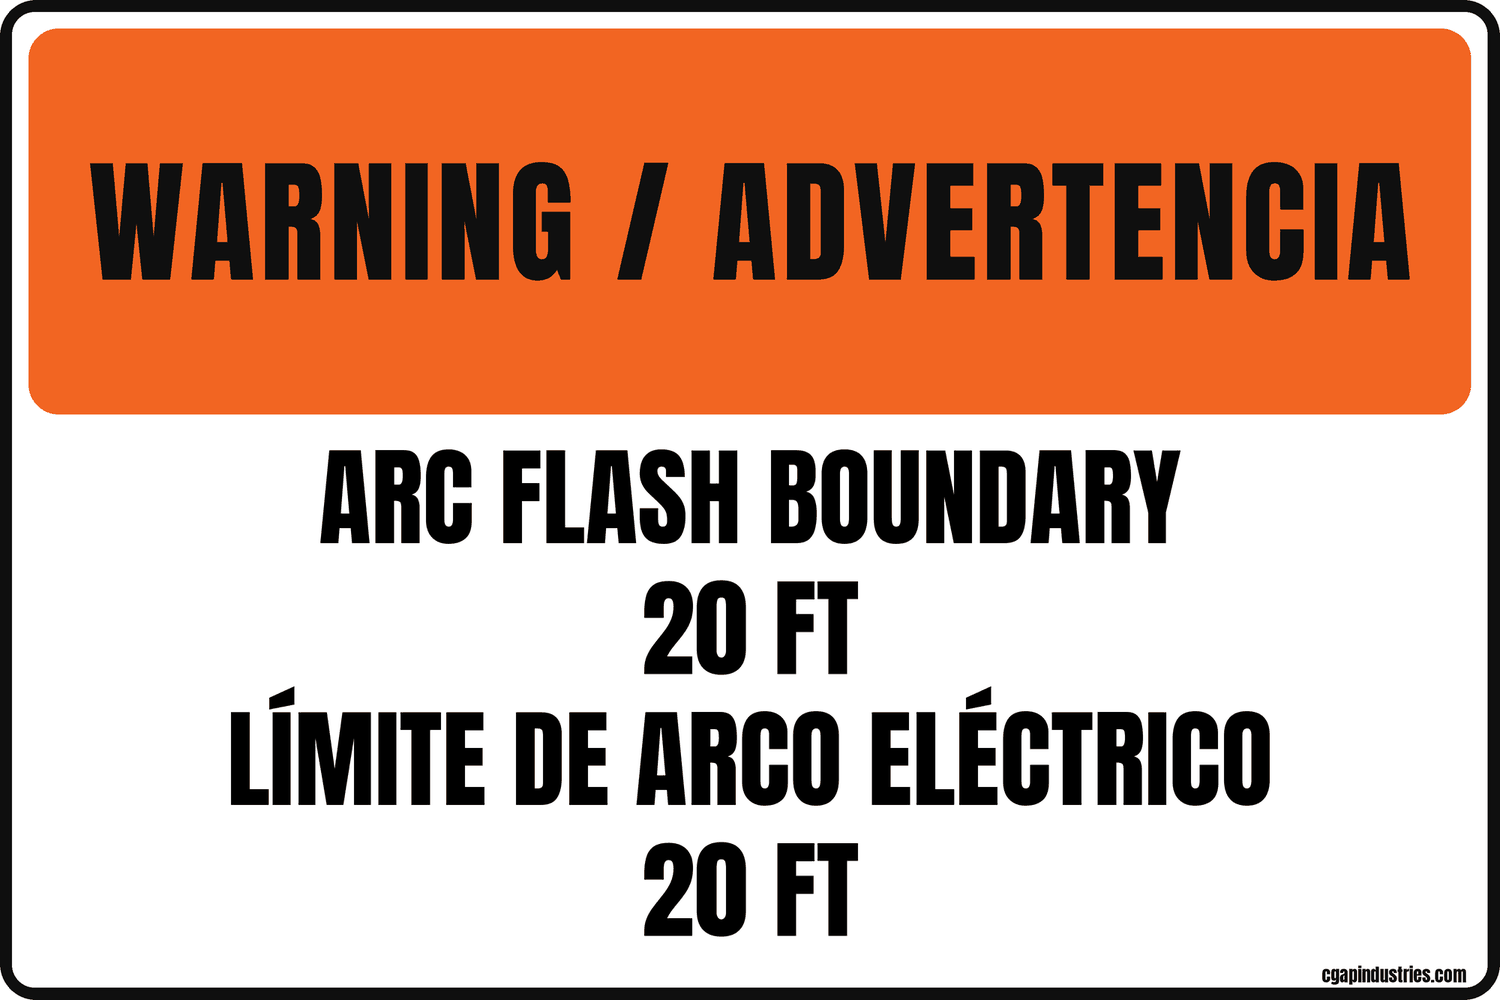 WARNING / ADVERTENCIA
ARC FLASH BOUNDARY
20 FT
LÍMITE DE ARCO ELÉCTRICO
20 FT
cgapindustries.com